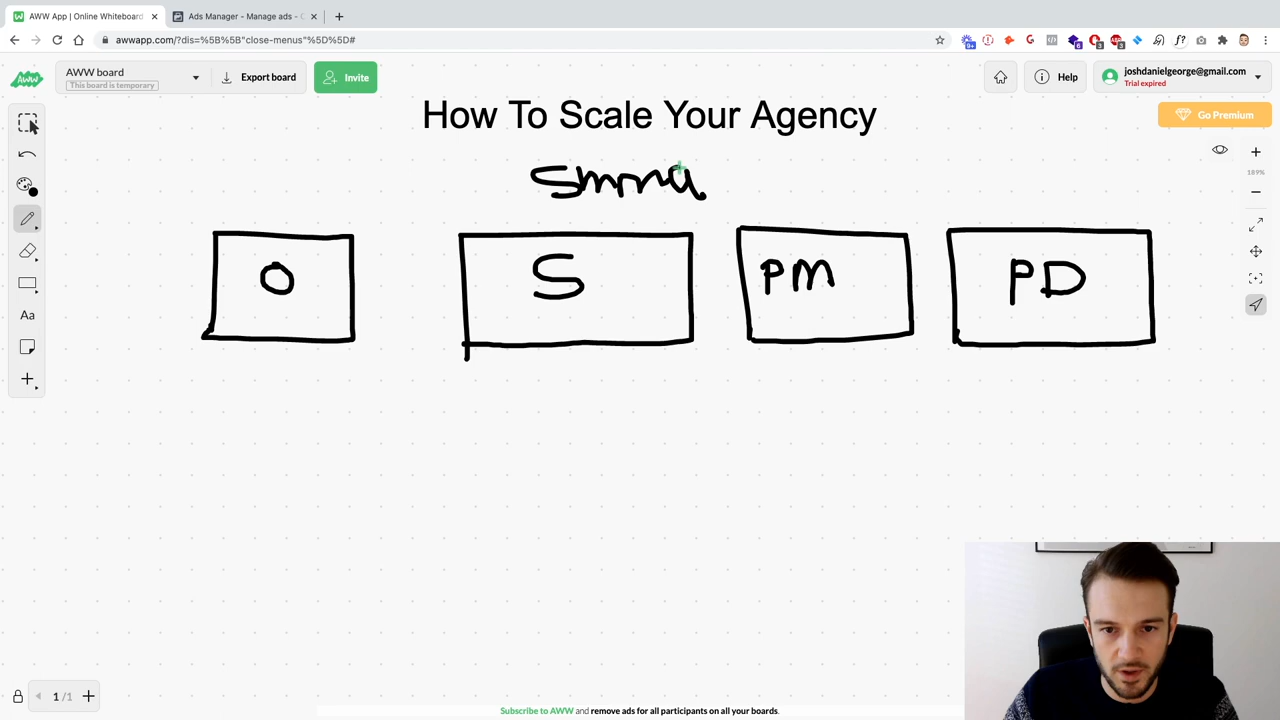 AWW App | Online Whiteboard
Ads Manager - Manage ads - C
awwapp.com/?dis=%5B%5B"close-menus"%5D%5D#
AWW
AWW board
This board is temporary
Export board
Invite
Help
joshdanielgeorge@gmail.com
Trial expired
Go Premium
How To Scale Your Agency
smma
189%
O
S
PM
PD
Aa
1 / 1
Subscribe to AWW and remove ads for all participants on all your boards.